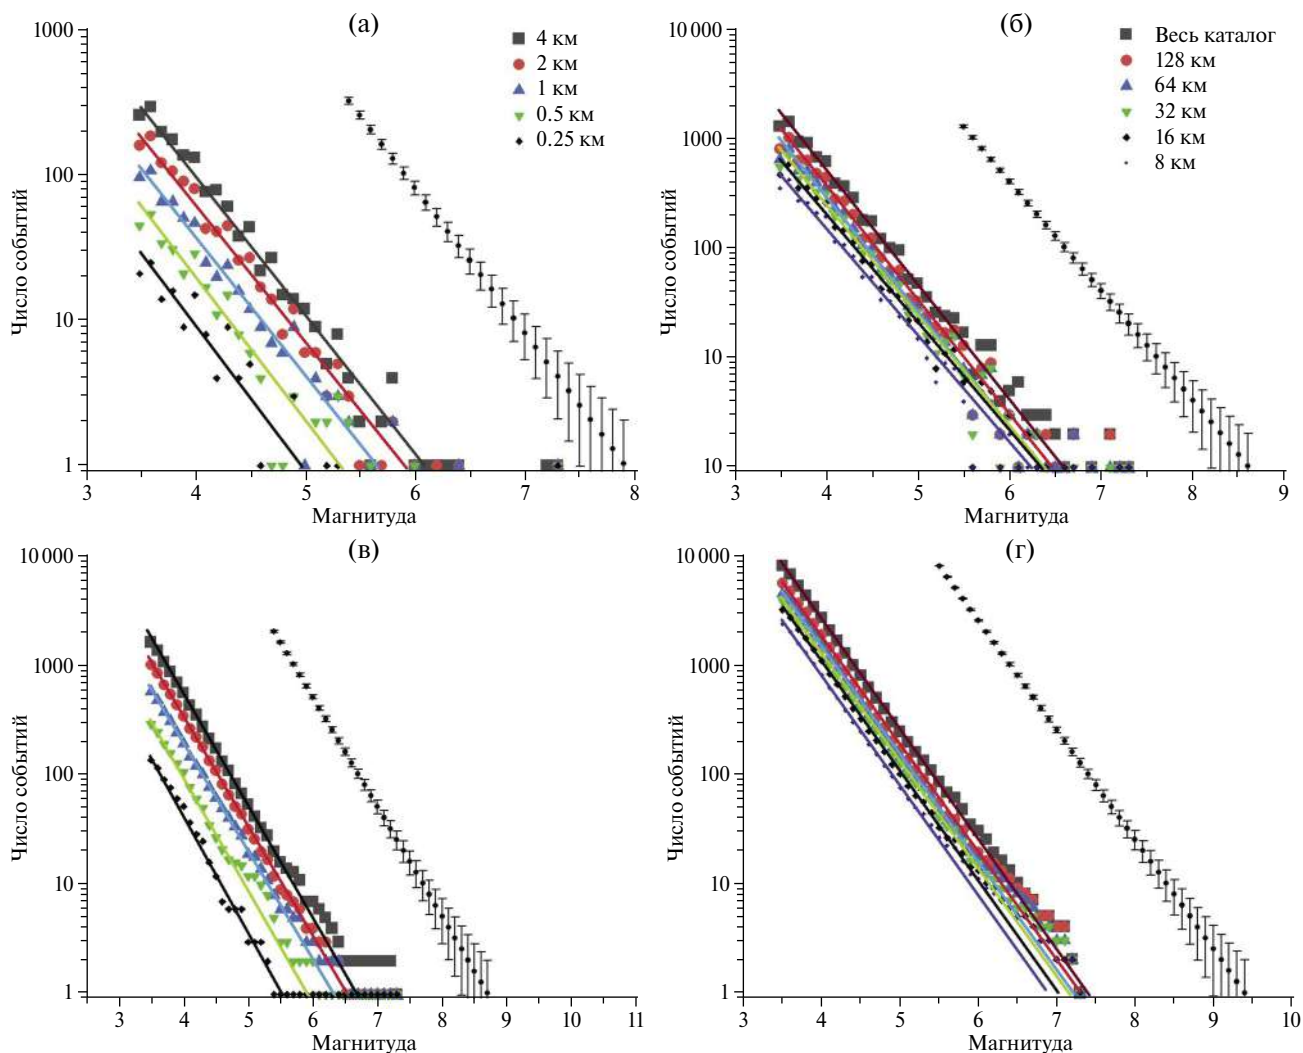 (а)
1000
100
10
1
3 4 5 6 7 8
Число событий
Магнитуда
4 км
2 км
1 км
0.5 км
0.25 км
(б)
10 000
1000
100
10
10
3 4 5 6 7 8 9
Число событий
Магнитуда
Весь каталог
128 км
64 км
32 км
16 км
8 км
(в)
10 000
1000
100
10
1
3 4 5 6 7 8 9 10 11
Число событий
Магнитуда
(г)
10 000
1000
100
10
1
3 4 5 6 7 8 9 10
Число событий
Магнитуда